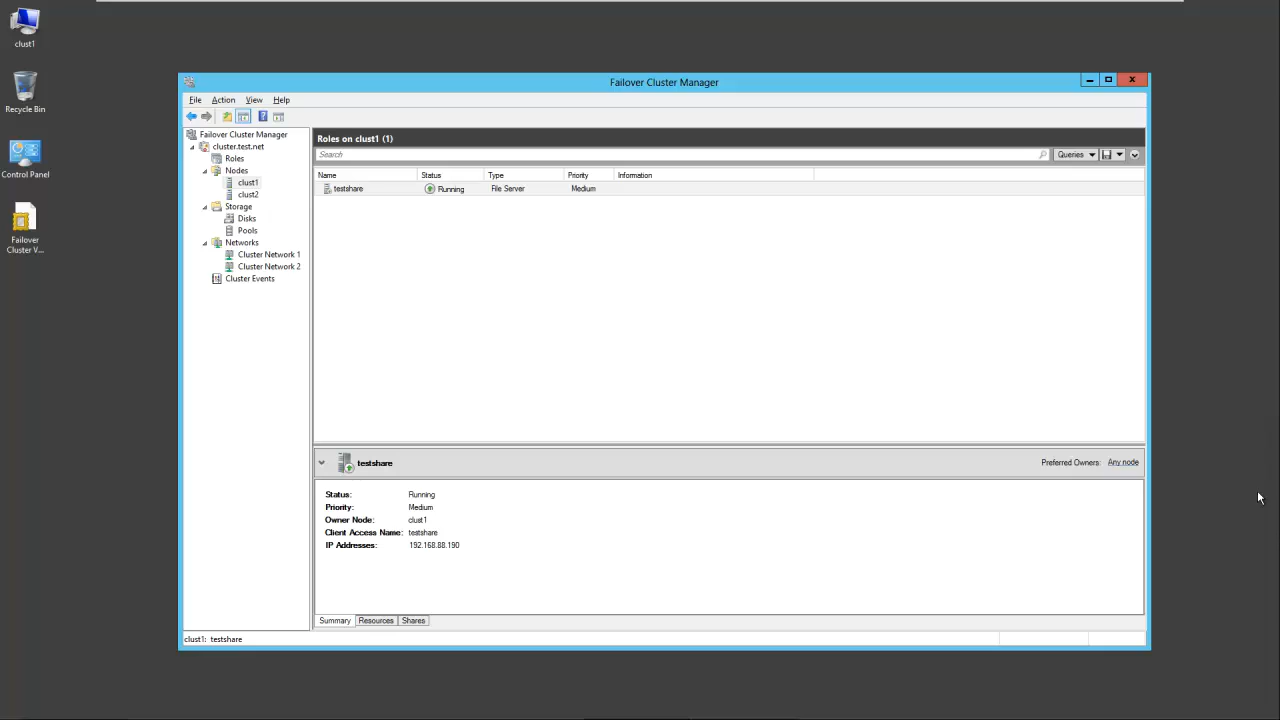 clust1
Recycle Bin
Control Panel
Failover
Cluster V...
Failover Cluster Manager
File Action View Help
Failover Cluster Manager
cluster.test.net
Roles
Nodes
clust1
clust2
Storage
Disks
Pools
Networks
Cluster Network 1
Cluster Network 2
Cluster Events
Roles on clust1 (1)
Search Queries
Name Status Type Priority Information
testshare Running File Server Medium
testshare Preferred Owners: Any node
Status: Running
Priority: Medium
Owner Node: clust1
Client Access Name: testshare
IP Addresses: 192.168.88.190
Summary Resources Shares
clust1: testshare